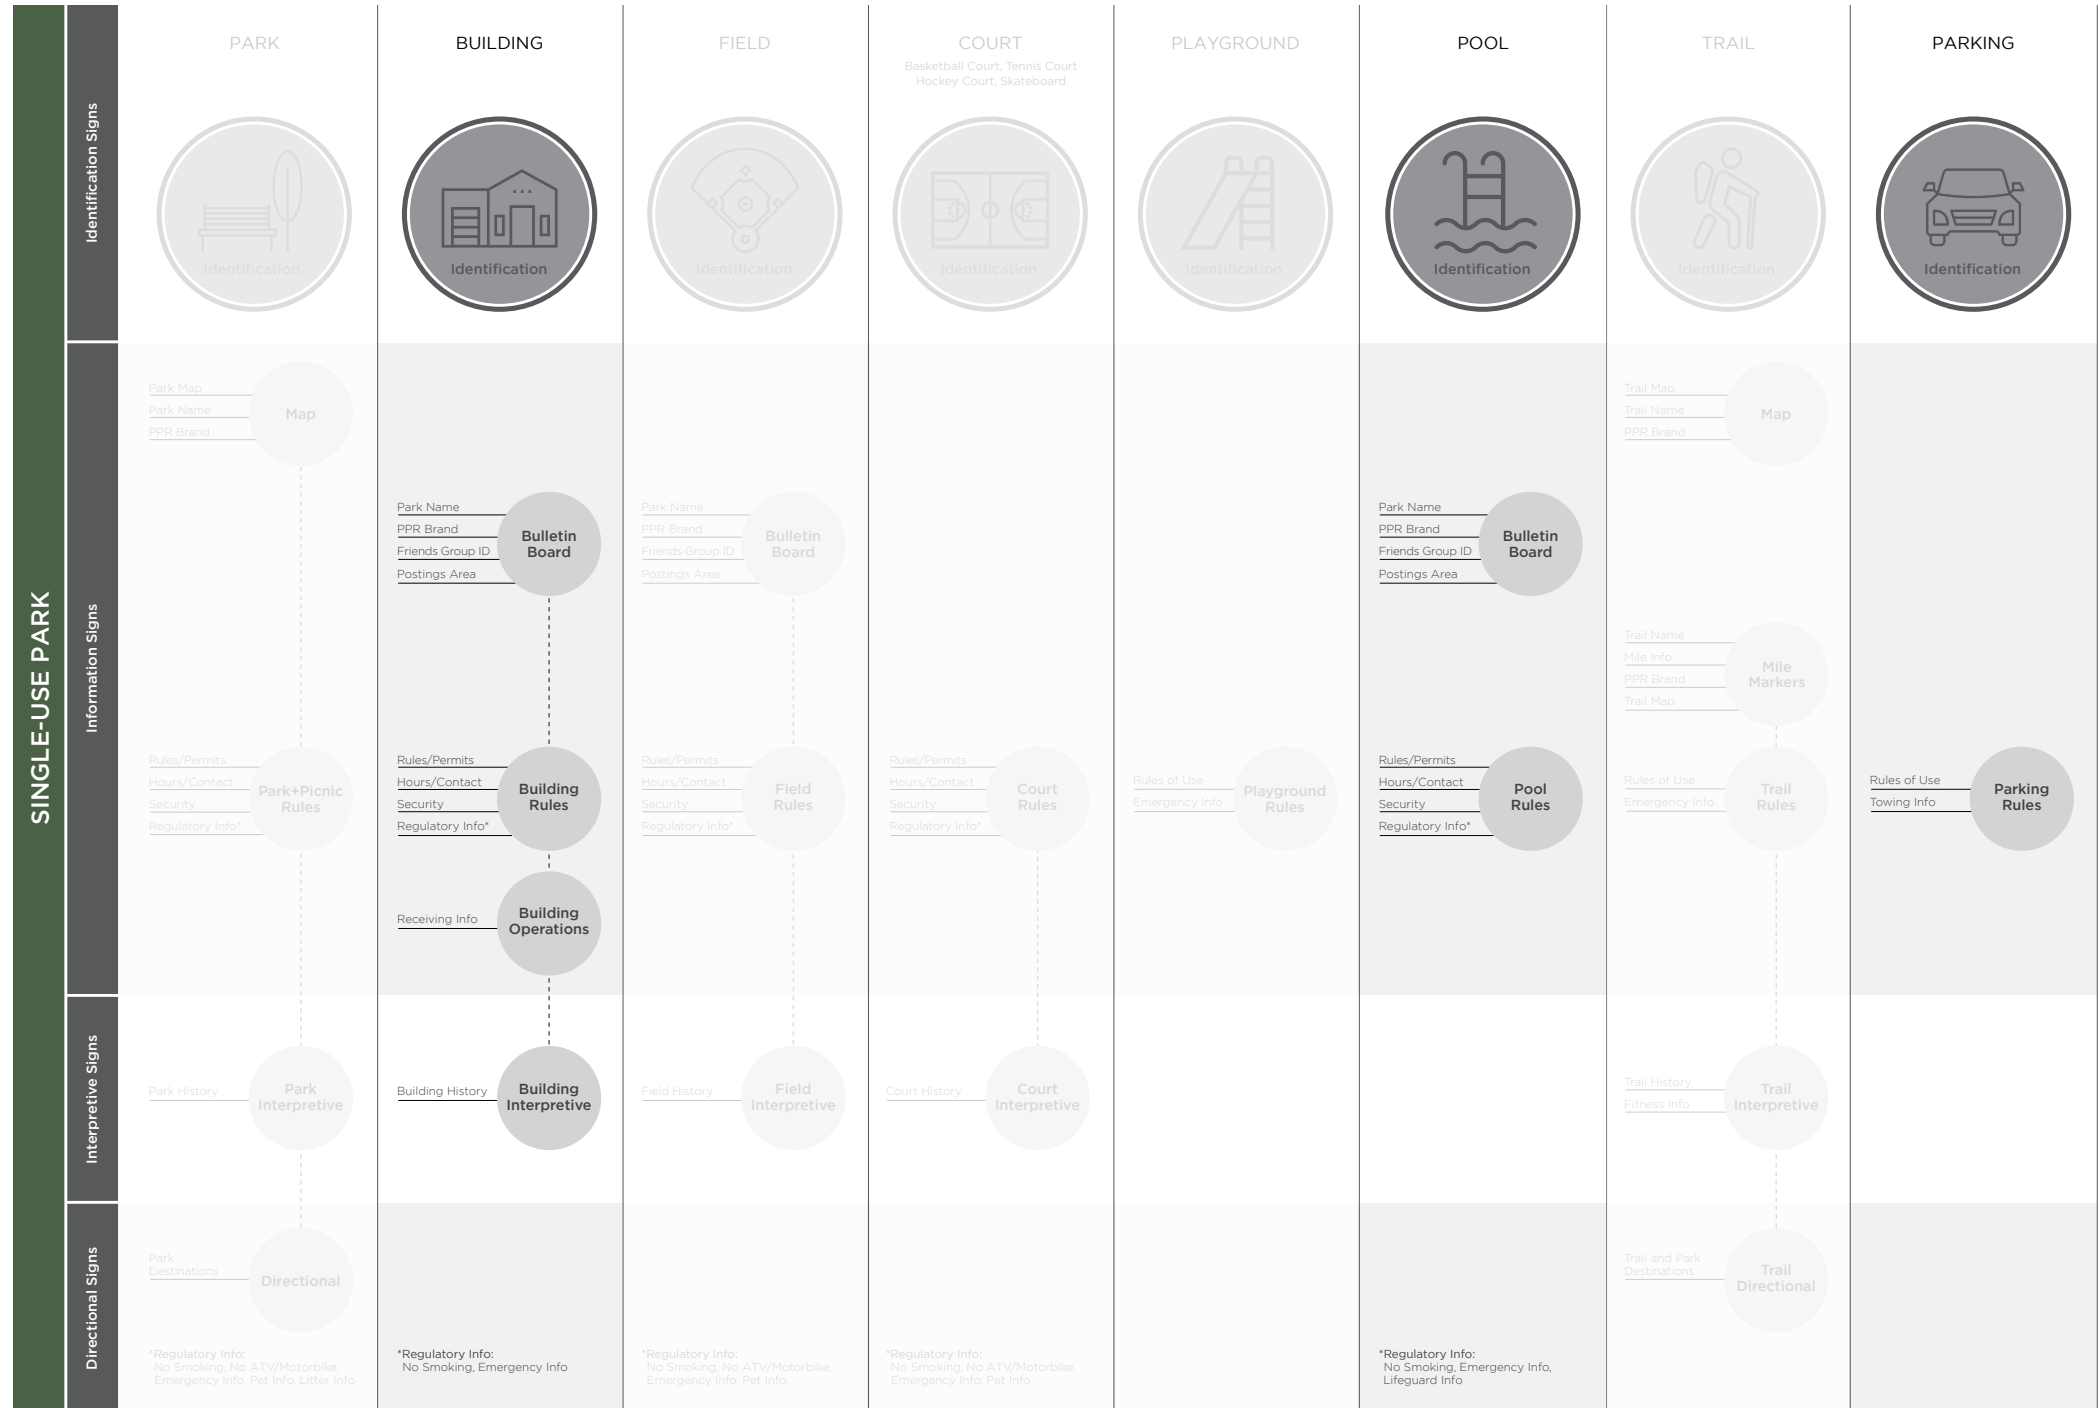 SINGLE-USE PARK
Identification Signs
Information Signs
Interpretive Signs
Directional Signs
PARK
Identification
Park Map
Park Name
PPR Brand
Map
Rules/Permits
Hours/Contact
Security
Regulatory Info*
Park+Picnic
Rules
Park History
Park
Interpretive
Park
Destinations
Directional
*Regulatory Info:
No Smoking, No ATV/Motorbike,
Emergency Info, Pet Info, Litter Info
BUILDING
Identification
Park Name
PPR Brand
Friends Group ID
Postings Area
Bulletin
Board
Rules/Permits
Hours/Contact
Security
Regulatory Info*
Building
Rules
Receiving Info
Building
Operations
Building History
Building
Interpretive
*Regulatory Info:
No Smoking, Emergency Info
FIELD
Identification
Park Name
PPR Brand
Friends Group ID
Postings Area
Bulletin
Board
Rules/Permits
Hours/Contact
Security
Regulatory Info*
Field
Rules
Field History
Field
Interpretive
*Regulatory Info:
No Smoking, No ATV/Motorbike,
Emergency Info, Pet Info
COURT
Basketball Court, Tennis Court
Hockey Court, Skateboard
Identification
Rules/Permits
Hours/Contact
Security
Regulatory Info*
Court
Rules
Court History
Court
Interpretive
*Regulatory Info:
No Smoking, No ATV/Motorbike,
Emergency Info, Pet Info
PLAYGROUND
Identification
Rules of Use
Emergency Info
Playground
Rules
POOL
Identification
Park Name
PPR Brand
Friends Group ID
Postings Area
Bulletin
Board
Rules/Permits
Hours/Contact
Security
Regulatory Info*
Pool
Rules
*Regulatory Info:
No Smoking, Emergency Info,
Lifeguard Info
TRAIL
Identification
Trail Map
Trail Name
PPR Brand
Map
Trail Name
Mile Info
PPR Brand
Trail Map
Mile
Markers
Rules of Use
Emergency Info
Trail
Rules
Trail History
Fitness Info
Trail
Interpretive
Trail and Park
Destinations
Trail
Directional
PARKING
Identification
Rules of Use
Towing Info
Parking
Rules